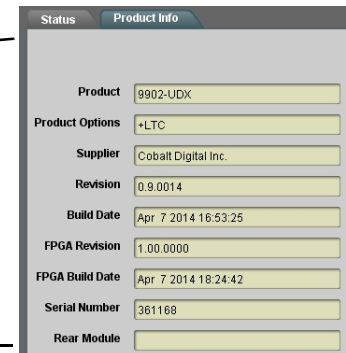 Status Product Info
Product 9902-UDX
Product Options +LTC
Supplier Cobalt Digital Inc.
Revision 0.9.0014
Build Date Apr 7 2014 16:53:25
FPGA Revision 1.00.0000
FPGA Build Date Apr 7 2014 18:24:42
Serial Number 361168
Rear Module